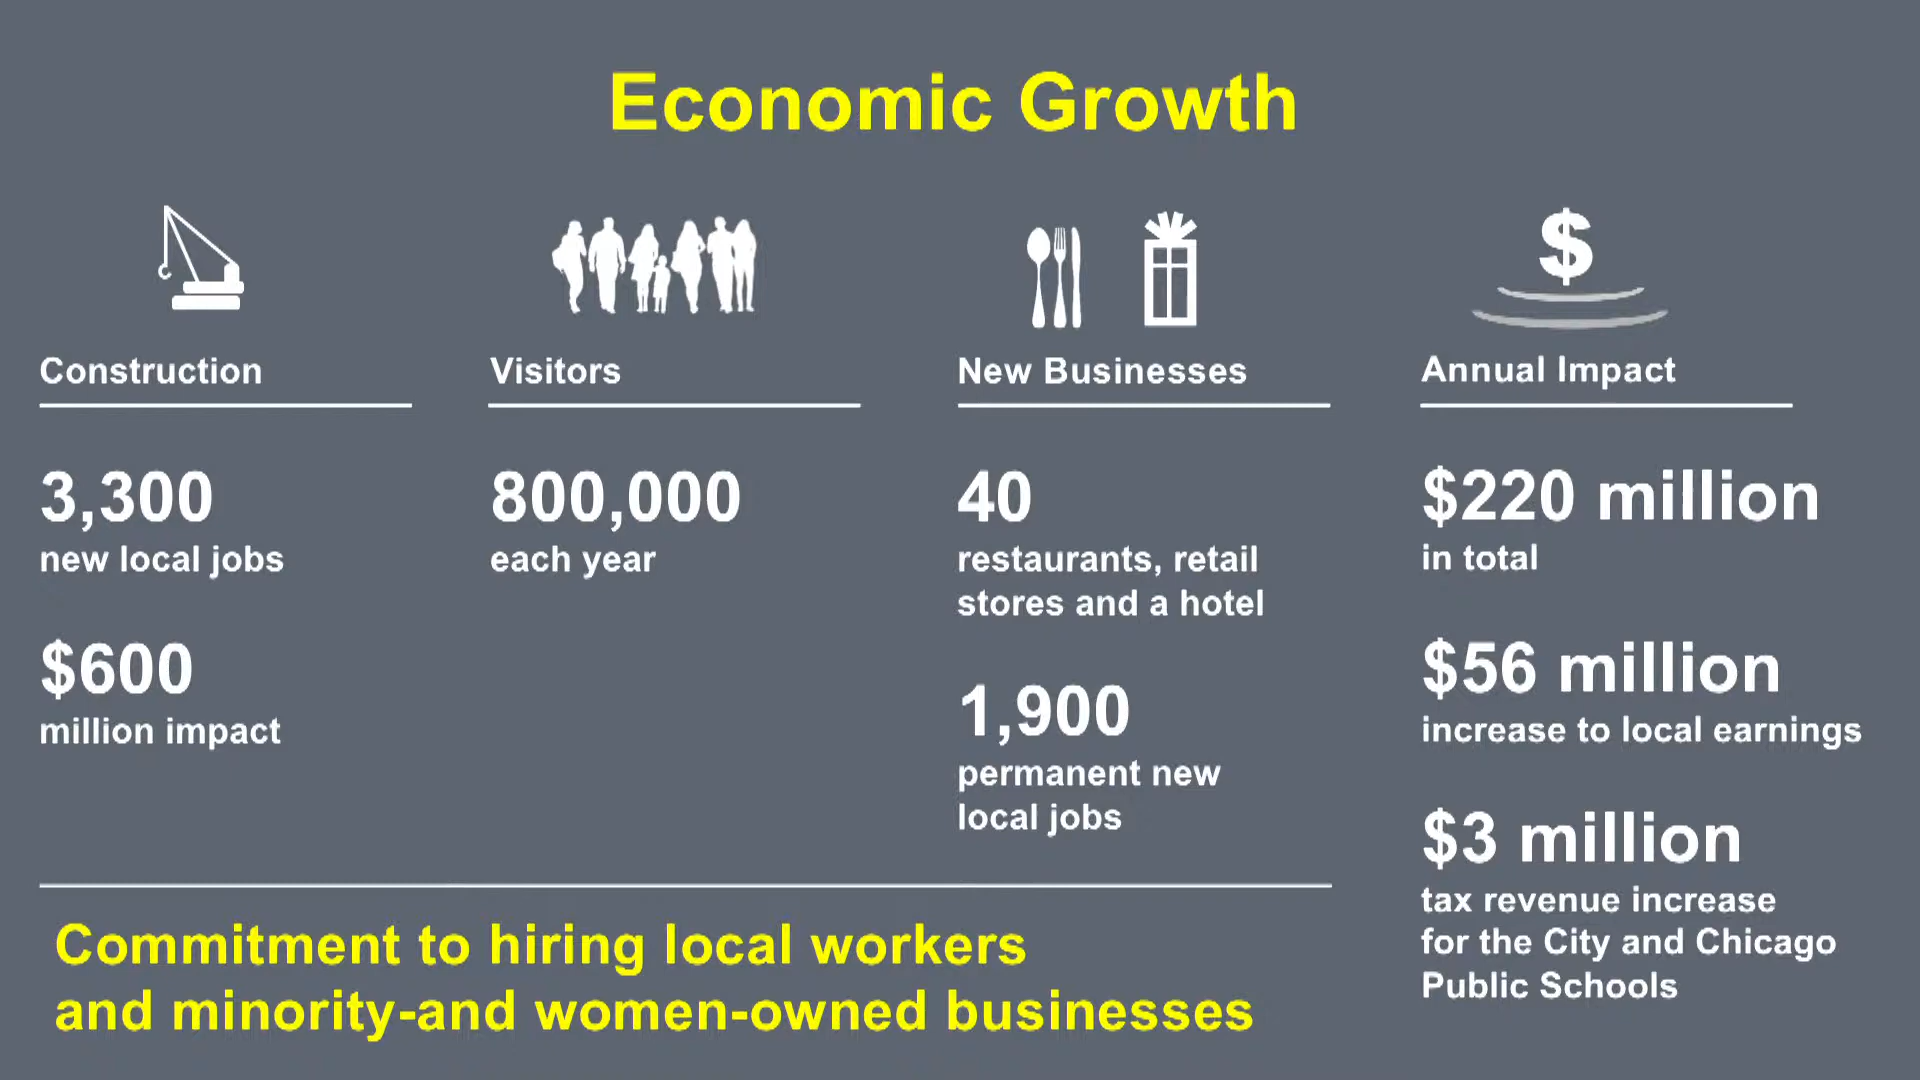 Economic Growth
Construction
3,300
new local jobs
$600
million impact
Visitors
800,000
each year
New Businesses
40
restaurants, retail
stores and a hotel
1,900
permanent new
local jobs
$
Annual Impact
$220 million
in total
$56 million
increase to local earnings
$3 million
tax revenue increase
for the City and Chicago
Public Schools
Commitment to hiring local workers
and minority-and women-owned businesses